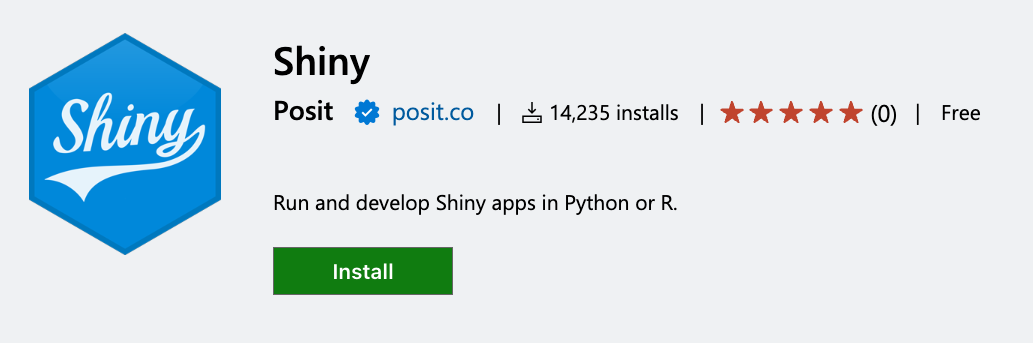 Shiny
Shiny
Posit posit.co | 14,235 installs | (0) | Free
Run and develop Shiny apps in Python or R.
Install